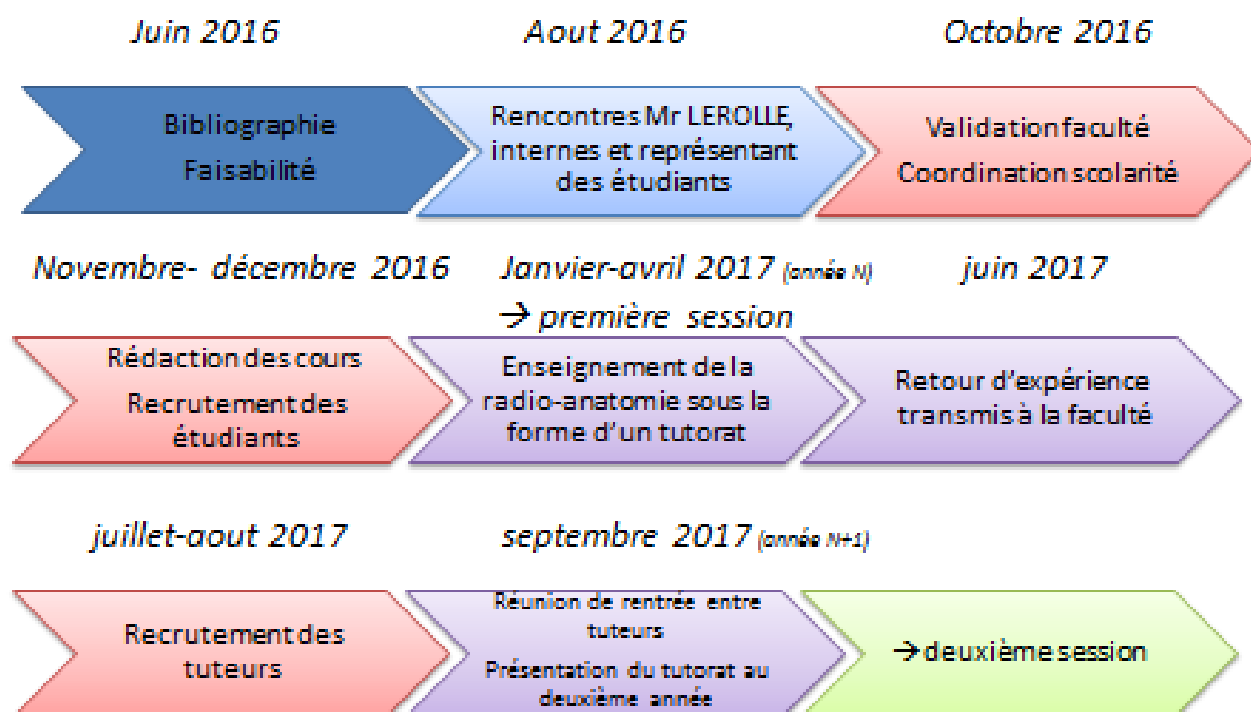 Juin 2016
Aout 2016
Octobre 2016
Bibliographie
Faisabilité
Rencontres Mr LEROLLE,
internes et représentant
des étudiants
Validation faculté
Coordination scolarité
Novembre- décembre 2016
Janvier-avril 2017 (année N)
→ première session
juin 2017
Rédaction des cours
Recrutement des
étudiants
Enseignement de la
radio-anatomie sous la
forme d'un tutorat
Retour d'expérience
transmis à la faculté
juillet-aout 2017
septembre 2017 (année N+1)
Recrutement des
tuteurs
Réunion de rentrée entre
tuteurs
Présentation du tutorat au
deuxième année
→ deuxième session